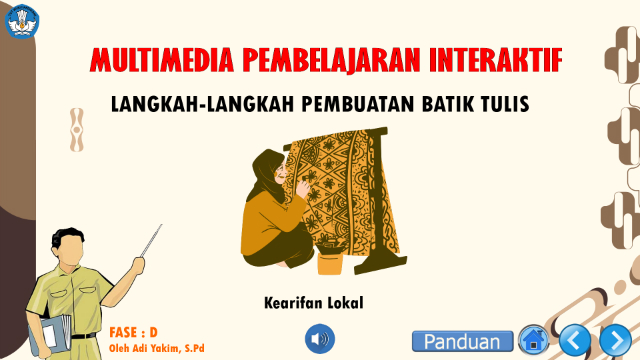 MULTIMEDIA PEMBELAJARAN INTERAKTIF
LANGKAH-LANGKAH PEMBUATAN BATIK TULIS
Kearifan Lokal
FASE : D
Oleh Adi Yakim, S.Pd
Panduan